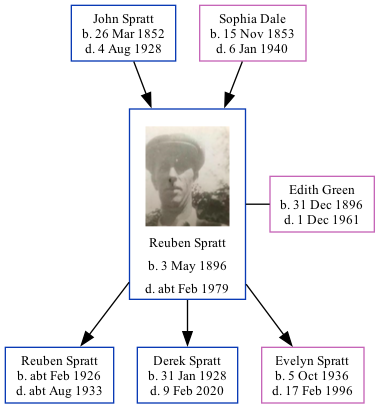 John Spratt
b. 26 Mar 1852
d. 4 Aug 1928
Sophia Dale
b. 15 Nov 1853
d. 6 Jan 1940
Reuben Spratt
b. 3 May 1896
d. abt Feb 1979
Edith Green
b. 31 Dec 1896
d. 1 Dec 1961
Reuben Spratt
b. abt Feb 1926
d. abt Aug 1933
Derek Spratt
b. 31 Jan 1928
d. 9 Feb 2020
Evelyn Spratt
b. 5 Oct 1936
d. 17 Feb 1996